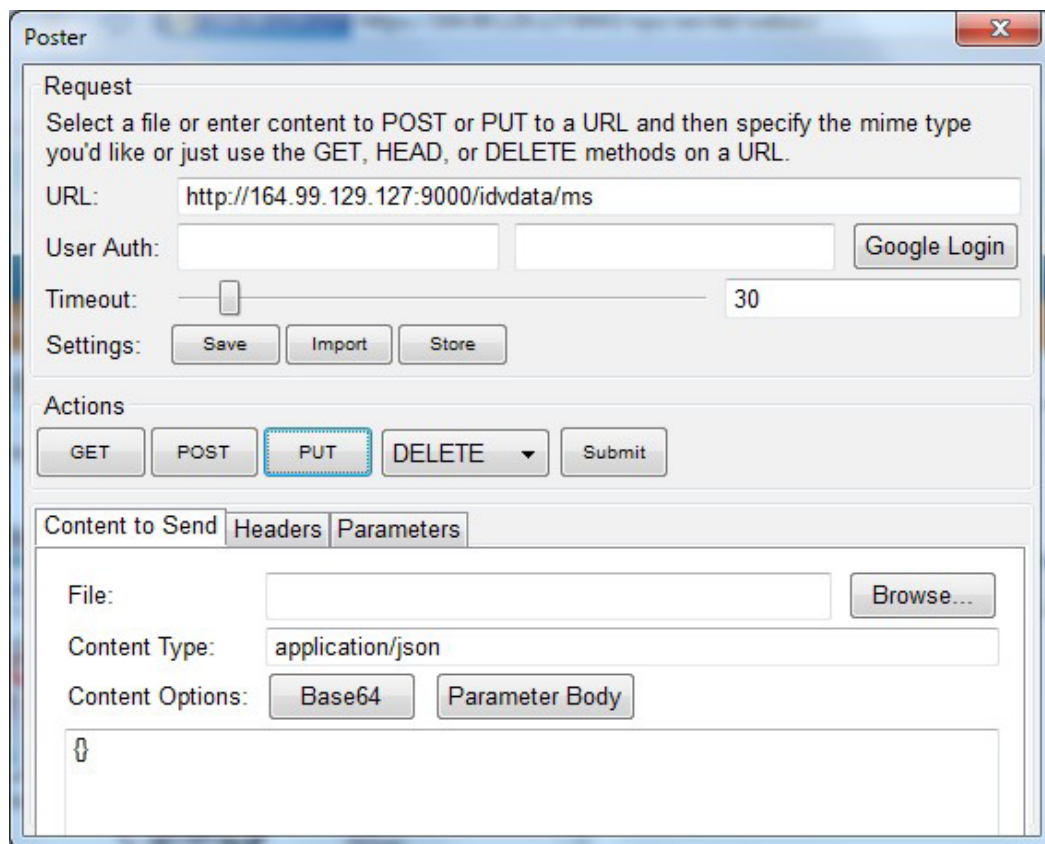 Poster
Request
Select a file or enter content to POST or PUT to a URL and then specify the mime type
you'd like or just use the GET, HEAD, or DELETE methods on a URL.
URL: http://164.99.129.127:9000/idvdata/ms
User Auth: Google Login
Timeout: 30
Settings: Save Import Store
Actions
GET POST PUT DELETE Submit
Content to Send Headers Parameters
File: Browse...
Content Type: application/json
Content Options: Base64 Parameter Body
{}